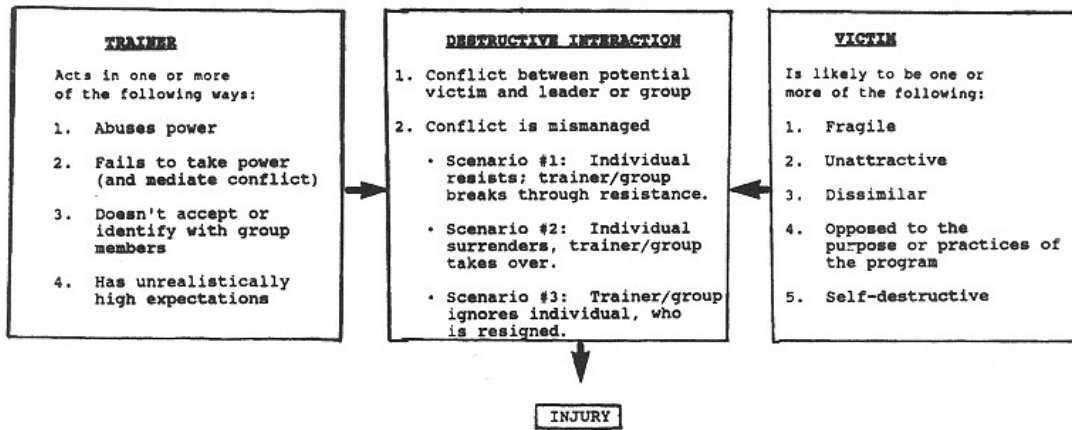 TRAINER
Acts in one or more
of the following ways:
1. Abuses power
2. Fails to take power
(and mediate conflict)
3. Doesn't accept or
identify with group
members
4. Has unrealistically
high expectations
DESTRUCTIVE INTERACTION
1. Conflict between potential
victim and leader or group
2. Conflict is mismanaged
• Scenario #1: Individual
resists; trainer/group
breaks through resistance.
• Scenario #2: Individual
surrenders, trainer/group
takes over.
• Scenario #3: Trainer/group
ignores individual, who
is resigned.
VICTIM
Is likely to be one or
more of the following:
1. Fragile
2. Unattractive
3. Dissimilar
4. Opposed to the
purpose or practices of
the program
5. Self-destructive
INJURY